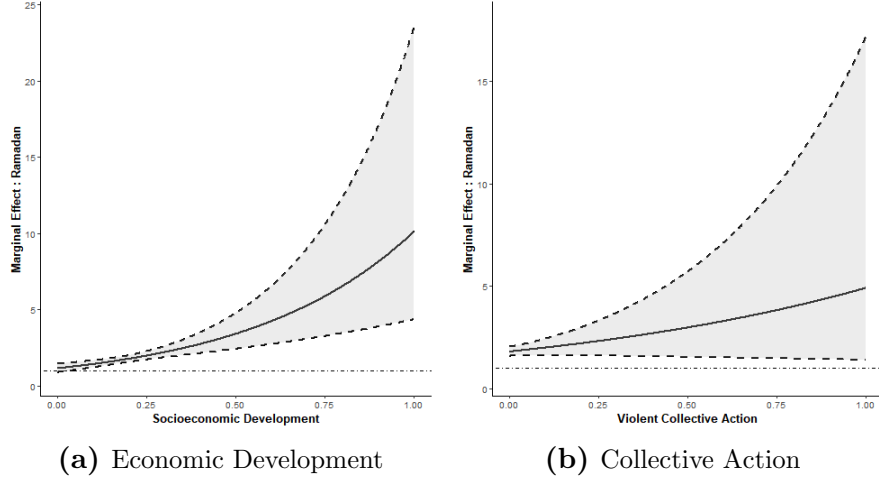 25
20
15
10
5
0
Marginal Effect : Ramadan
0.00 0.25 0.50 0.75 1.00
Socioeconomic Development
15
10
5
0
Marginal Effect : Ramadan
0.00 0.25 0.50 0.75 1.00
Violent Collective Action
(a) Economic Development
(b) Collective Action